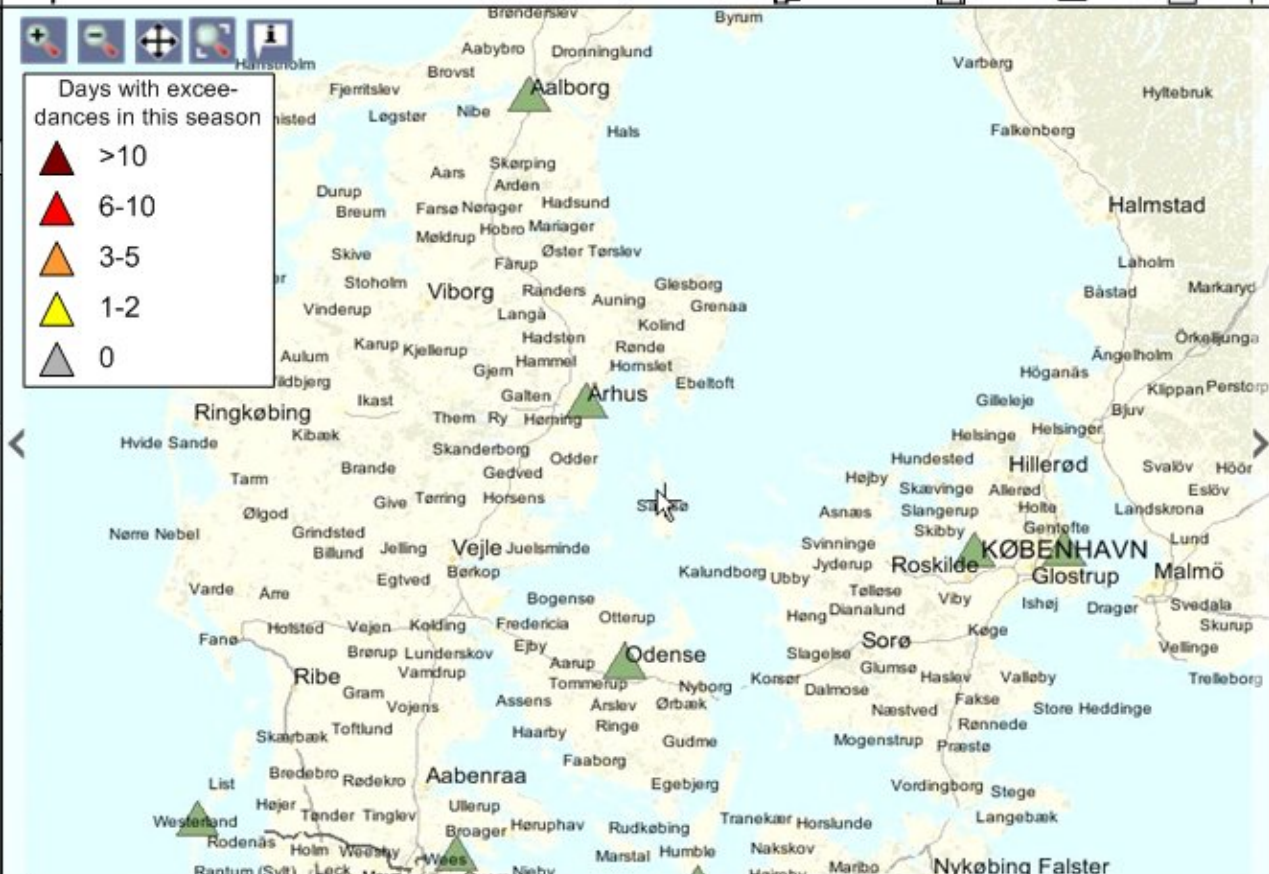 Days with excee-
dances in this season
>10
6-10
3-5
1-2
0
Brønderslev
Byrum
Aabybro
Dronninglund
Varberg
Brovst
Aalborg
Fjerritslev
Hyltebruk
Løgstør
Nibe
Hals
Falkenberg
Skørping
Aars
Arden
Durup
Hadsund
Halmstad
Breum
Farsø
Nørager
Hobro
Mariager
Møldrup
Skive
Øster Tørslev
Fårup
Laholm
Stoholm
Viborg
Randers
Glesborg
Markaryd
Båstad
Auning
Grenaa
Vinderup
Langå
Kolind
Hadsten
Örkelljunga
Karup
Kjellerup
Rønde
Aulum
Hammel
Ängelholm
Gjern
Hornslet
Höganäs
Ebeltoft
Klippan
Perstorp
Ikast
Galten
Århus
Gilleleje
Ringkøbing
Them
Ry
Hørning
Bjuv
Kibæk
Helsinge
Helsingør
Hvide Sande
Skanderborg
Odder
Hundested
Hillerød
Brande
Gedved
Svalöv
Höör
Tarm
Højby
Skævinge
Allerød
Eslöv
Give
Tørring
Horsens
Asnæs
Slangerup
Holte
Landskrona
Ølgod
Skibby
Gentofte
Nørre Nebel
Grindsted
Svinninge
Lund
Billund
Jelling
Vejle
Juelsminde
KØBENHAVN
Jyderup
Roskilde
Kalundborg
Ubby
Glostrup
Malmö
Egtved
Børkop
Varde
Arre
Tølløse
Bogense
Viby
Ishøj
Dragør
Svedala
Otterup
Høng
Dianalund
Skurup
Holsted
Vejen
Kolding
Fredericia
Køge
Fanø
Sorø
Ejby
Vellinge
Brørup
Lunderskov
Odense
Slagelse
Aarup
Glumsø
Ribe
Vamdrup
Haslev
Valløby
Trelleborg
Tommerup
Nyborg
Korsør
Dalmose
Gram
Assens
Årslev
Ørbæk
Fakse
Vojens
Næstved
Store Heddinge
Toftlund
Ringe
Rønnede
Skærbæk
Haarby
Gudme
Mogenstrup
Præstø
Faaborg
Bredebro
Rødekro
Aabenraa
List
Egebjerg
Vordingborg
Stege
Højer
Ullerup
Tønder
Tinglev
Langebæk
Westerland
Broager
Høruphav
Rudkøbing
Tranekær
Horslunde
Rodenäs
Holm
Weesby
Wees
Marstal
Humble
Nakskov
Maribo
Nykøbing Falster
Rantum (Sylt)
Leck
Nieby